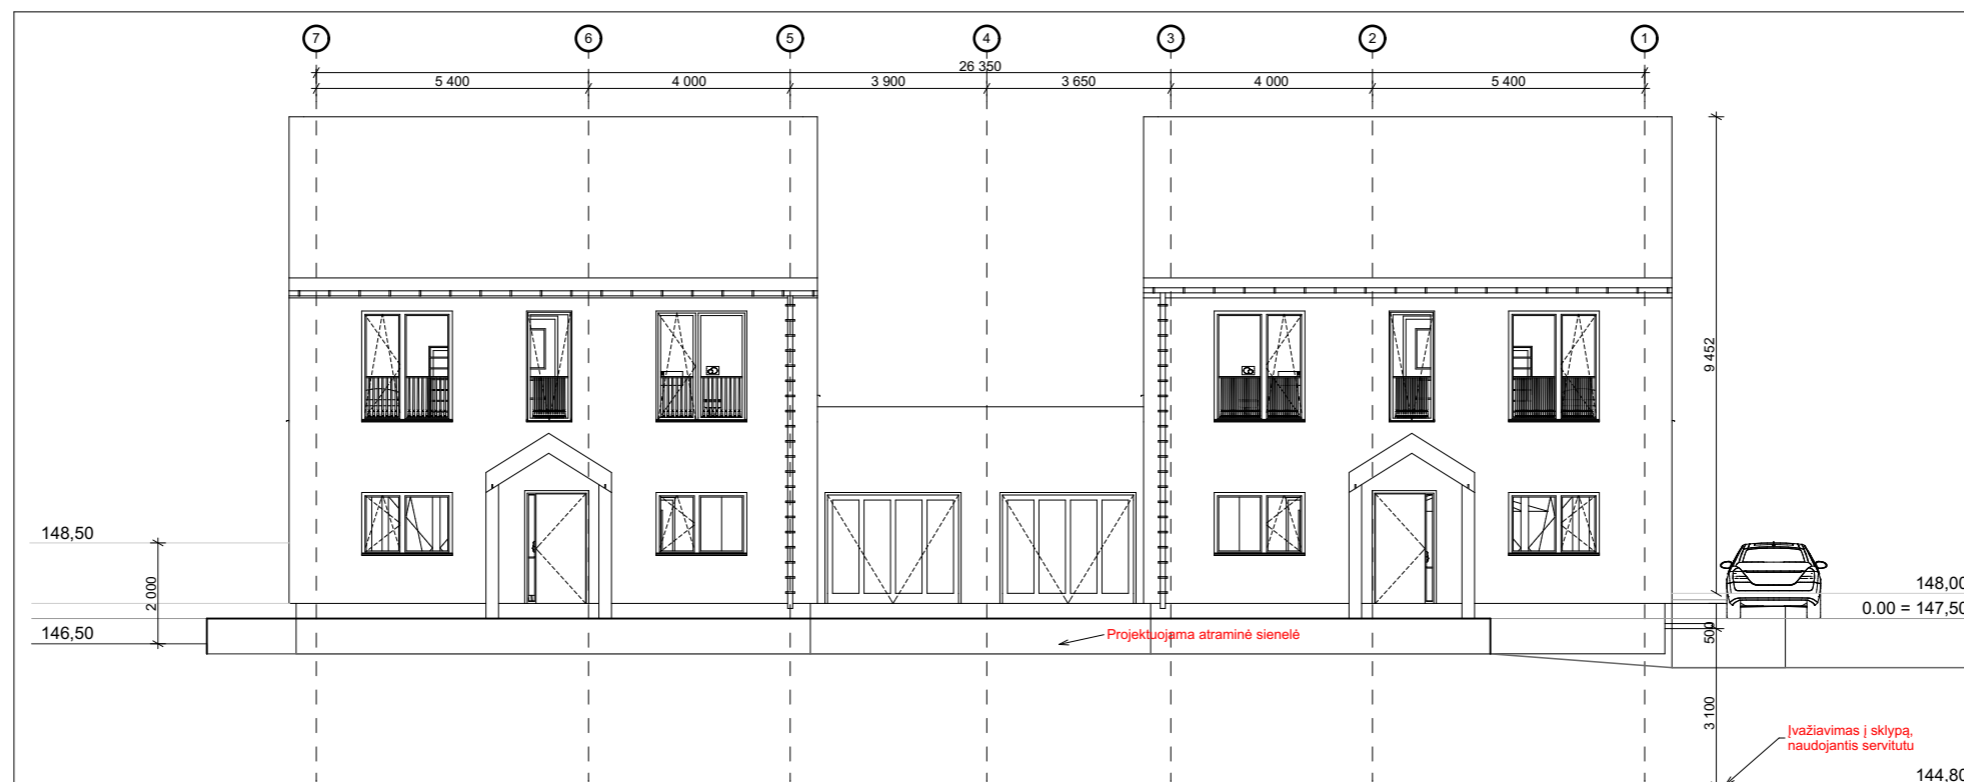 7 6 5 4 3 2 1
26 350
5 400 4 000 3 900 3 650 4 000 5 400
9 452
148,50
2 000
146,50
148,00
0.00 = 147,50
500
Projektuojama atraminė sienelė
3 100
Įvažiavimas į sklypą,
naudojantis servitutu
144,80